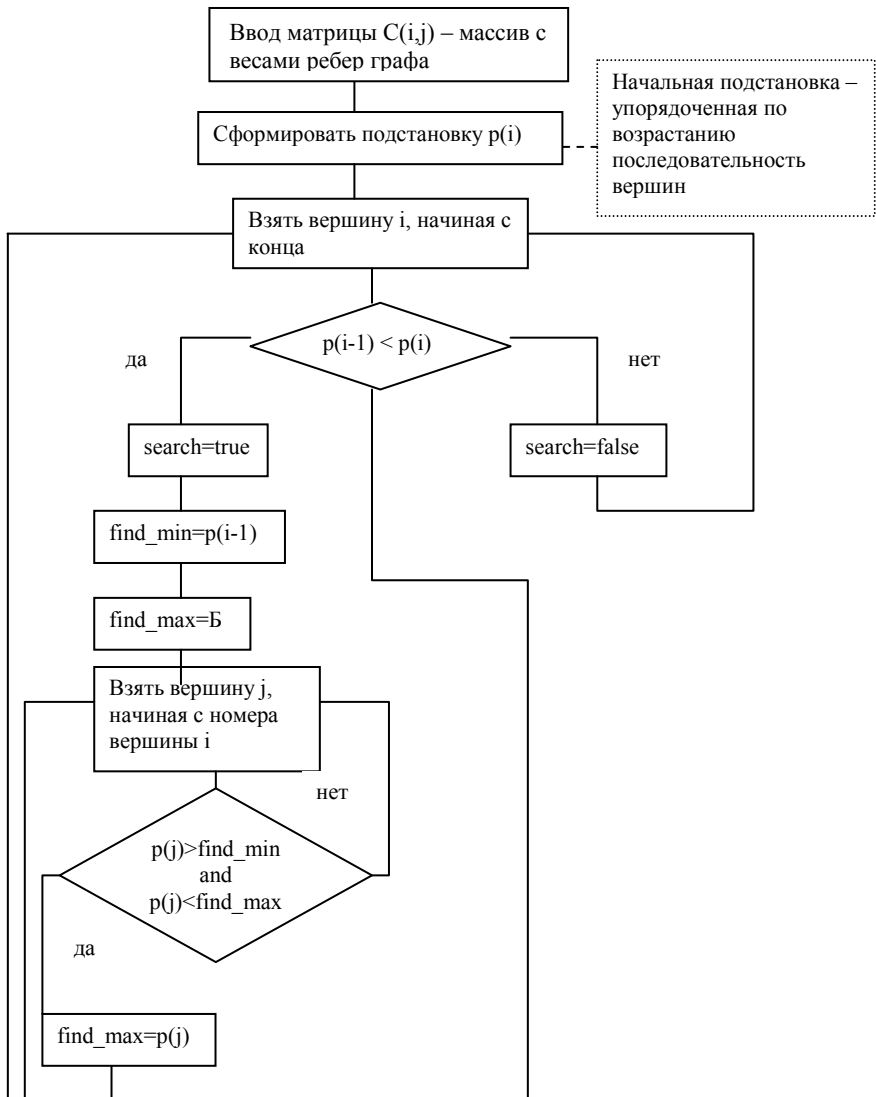 Ввод матрицы C(i,j) – массив с
весами ребер графа
Начальная подстановка –
упорядоченная по
возрастанию
последовательность
вершин
Сформировать подстановку p(i)
Взять вершину i, начиная с
конца
p(i-1) < p(i)
да
нет
search=true
search=false
find_min=p(i-1)
find_max=Б
Взять вершину j,
начиная с номера
вершины i
нет
p(j)>find_min
and
p(j)<find_max
да
find_max=p(j)